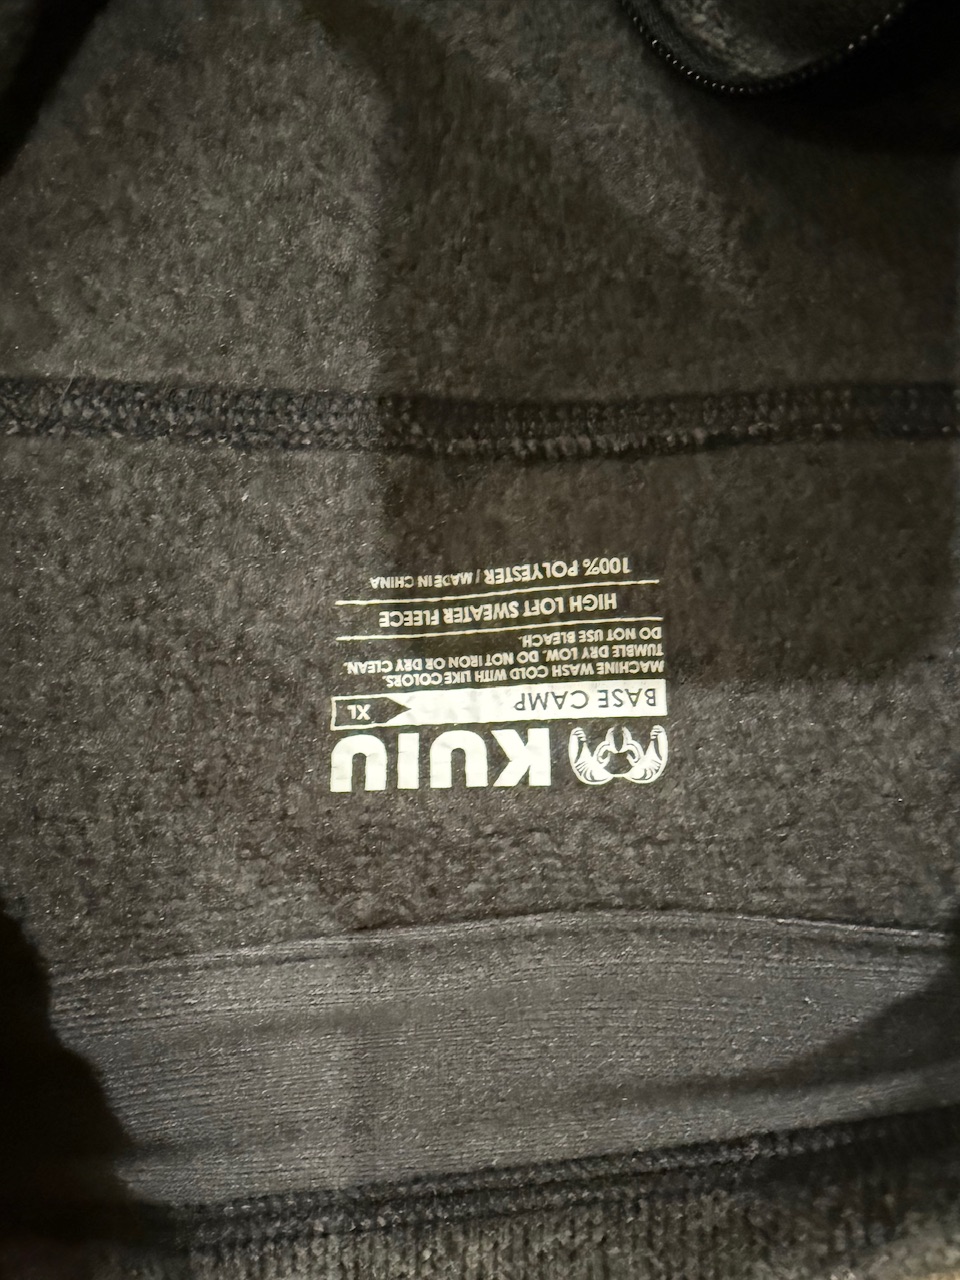 KUIU
BASE CAMP XL
MACHINE WASH COLD WITH LIKE COLORS.
TUMBLE DRY LOW. DO NOT IRON OR DRY CLEAN.
DO NOT USE BLEACH.
HIGH LOFT SWEATER FLEECE
100% POLYESTER / MADE IN CHINA